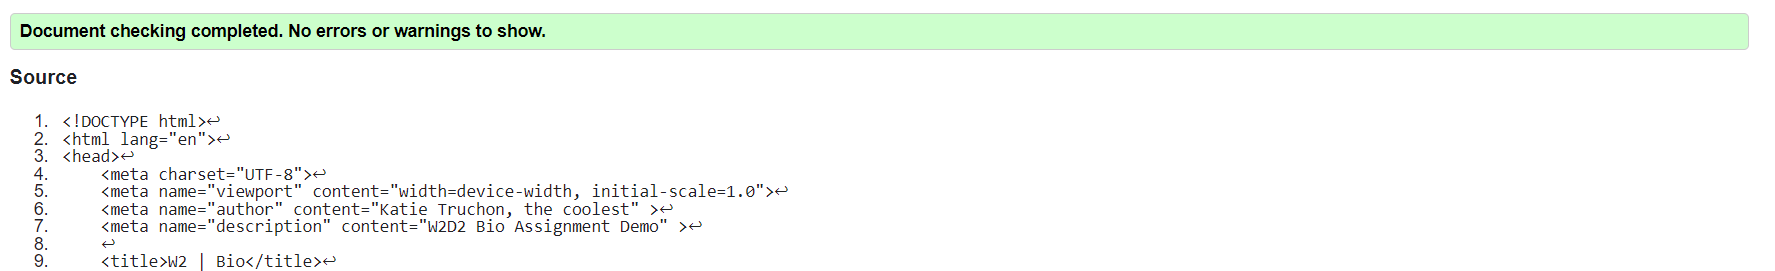 Document checking completed. No errors or warnings to show.
Source
1. <!DOCTYPE html>↩
2. <html lang="en">↩
3. <head>↩
4.     <meta charset="UTF-8">↩
5.     <meta name="viewport" content="width=device-width, initial-scale=1.0">↩
6.     <meta name="author" content="Katie Truchon, the coolest" >↩
7.     <meta name="description" content="W2D2 Bio Assignment Demo" >↩
8.     ↩
9.     <title>W2 | Bio</title>↩